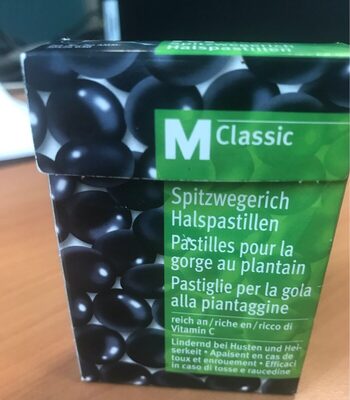 Spitzwegerich
Halspastillen
M Classic
Spitzwegerich
Halspastillen
Pastilles pour la
gorge au plantain
Pastiglie per la gola
alla piantaggine
reich an/riche en/ricco di
Vitamin C
Lindernd bei Husten und Hei-
serkeit • Apaisent en cas de
toux et enrouement • Efficaci
in caso di tosse e raucedine